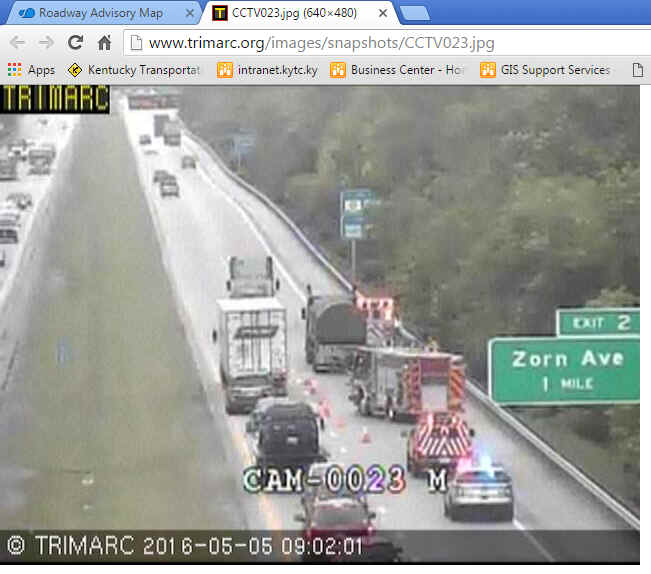 Roadway Advisory Map
CCTV023.jpg (640×480)
www.trimarc.org/images/snapshots/CCTV023.jpg
Apps
Kentucky Transportat
intranet.kytc.ky
Business Center - Hor
GIS Support Services
TRIMARC
EXIT 2
Zorn Ave
1 MILE
CAM-0023 M
© TRIMARC 2016-05-05 09:02:01